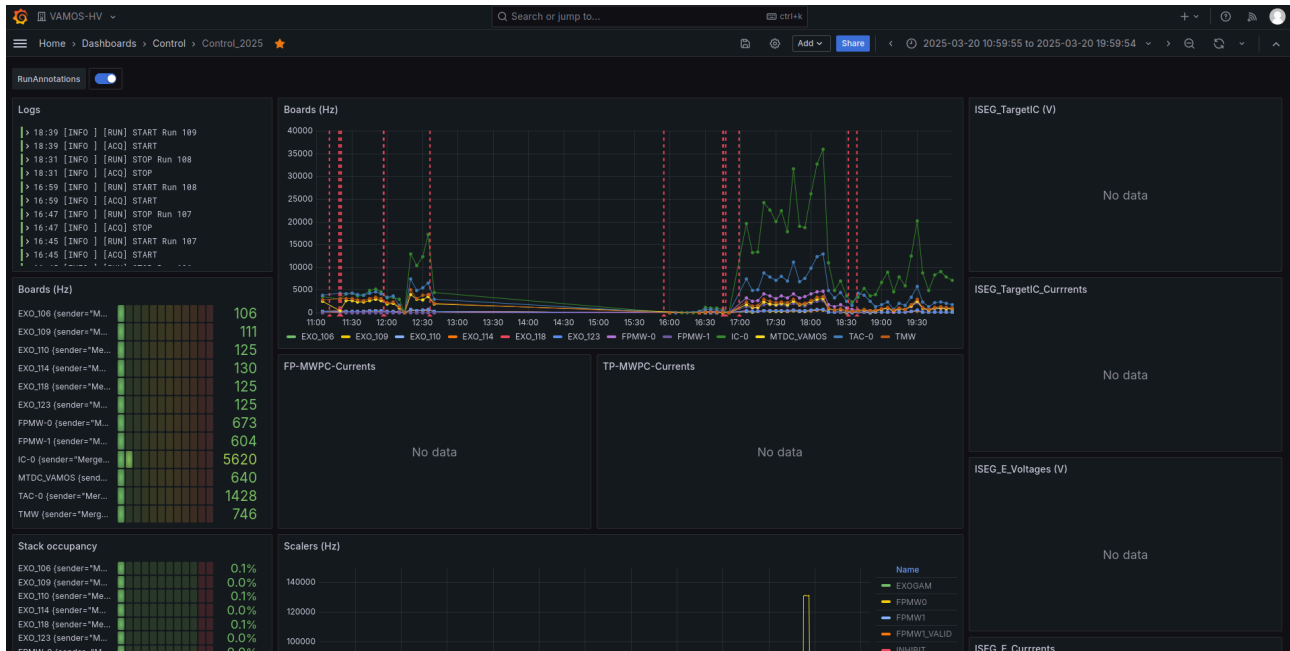 VAMOS-HV
Search or jump to...
ctrl+k
Home › Dashboards › Control › Control_2025
Add
Share
2025-03-20 10:59:55 to 2025-03-20 19:59:54
RunAnnotations
Logs
18:39 [INFO ] [RUN] START Run 109
18:39 [INFO ] [ACQ] START
18:31 [INFO ] [RUN] STOP Run 108
18:31 [INFO ] [ACQ] STOP
16:59 [INFO ] [RUN] START Run 108
16:59 [INFO ] [ACQ] START
16:47 [INFO ] [RUN] STOP Run 107
16:47 [INFO ] [ACQ] STOP
16:45 [INFO ] [RUN] START Run 107
16:45 [INFO ] [ACQ] START
Boards (Hz)
40000
35000
30000
25000
20000
15000
10000
5000
0
11:00 11:30 12:00 12:30 13:00 13:30 14:00 14:30 15:00 15:30 16:00 16:30 17:00 17:30 18:00 18:30 19:00 19:30
EXO_106 EXO_109 EXO_110 EXO_114 EXO_118 EXO_123 FPMW-0 FPMW-1 IC-0 MTDC_VAMOS TAC-0 TMW
ISEG_TargetIC (V)
No data
Boards (Hz)
EXO_106 {sender="M... 106
EXO_109 {sender="M... 111
EXO_110 {sender="Me... 125
EXO_114 {sender="M... 130
EXO_118 {sender="Me... 125
EXO_123 {sender="M... 125
FPMW-0 {sender="M... 673
FPMW-1 {sender="M... 604
IC-0 {sender="Merge... 5620
MTDC_VAMOS {send... 640
TAC-0 {sender="Mer... 1428
TMW {sender="Merg... 746
FP-MWPC-Currents
No data
TP-MWPC-Currents
No data
ISEG_TargetIC_Currrents
No data
ISEG_E_Voltages (V)
No data
Stack occupancy
EXO_106 {sender="M... 0.1%
EXO_109 {sender="M... 0.0%
EXO_110 {sender="Me... 0.1%
EXO_114 {sender="M... 0.0%
EXO_118 {sender="Me... 0.1%
EXO_123 {sender="M... 0.0%
Scalers (Hz)
140000
120000
100000
Name
EXOGAM
FPMW0
FPMW1
FPMW1_VALID
INHIBIT
ISEG_E_Currrents